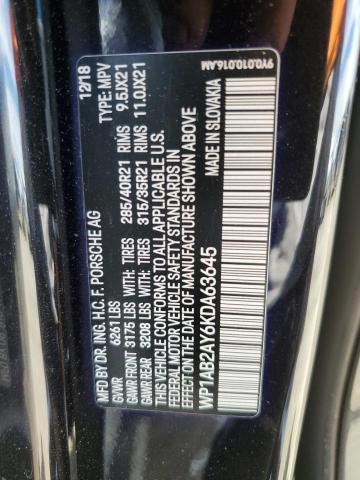 MFD BY DR. ING. H.C. F. PORSCHE AG 12/18
GVWR 6261 LBS TYPE: MPV
GAWR FRONT 3175 LBS WITH: TIRES 285/40R21 RIMS 9.5JX21
GAWR REAR 3208 LBS WITH: TIRES 315/35R21 RIMS 11.0JX21
THIS VEHICLE CONFORMS TO ALL APPLICABLE U.S.
FEDERAL MOTOR VEHICLE SAFETY STANDARDS IN
EFFECT ON THE DATE OF MANUFACTURE SHOWN ABOVE
WP1AB2AY6KDA63645 MADE IN SLOVAKIA
9Y0.010.016.AM